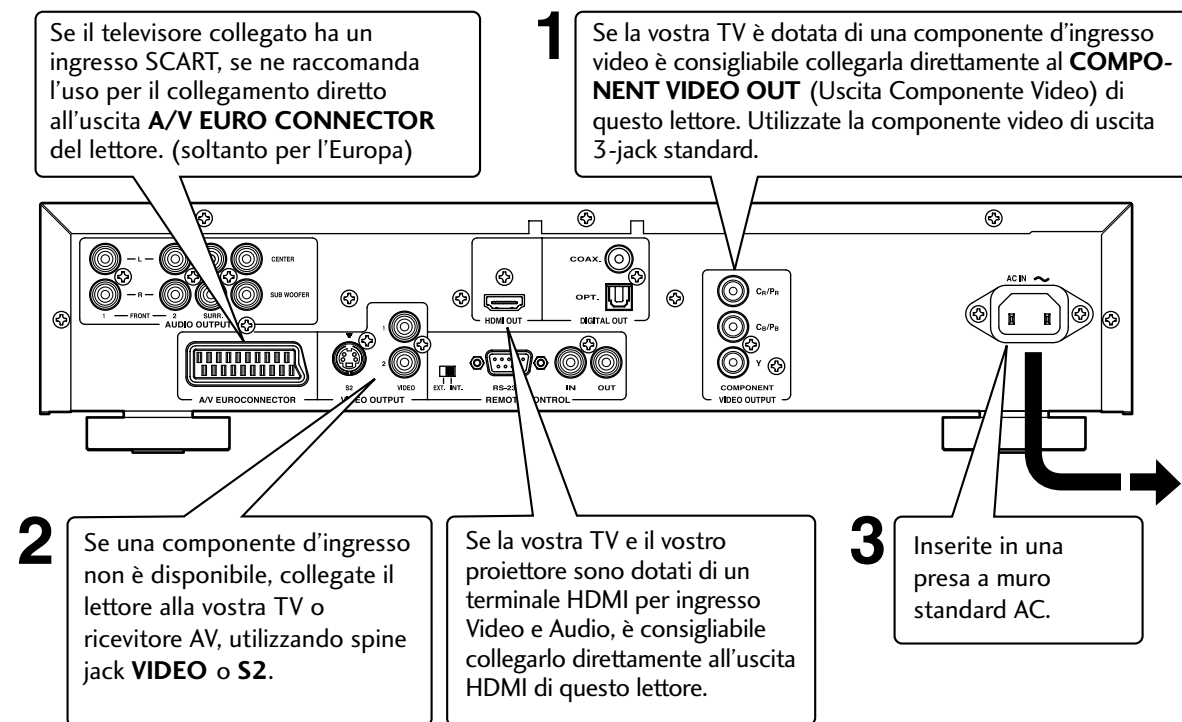 Se il televisore collegato ha un
ingresso SCART, se ne raccomanda
l'uso per il collegamento diretto
all'uscita A/V EURO CONNECTOR
del lettore. (soltanto per l'Europa)
1
Se la vostra TV è dotata di una componente d'ingresso
video è consigliabile collegarla direttamente al COMPO-
NENT VIDEO OUT (Uscita Componente Video) di
questo lettore. Utilizzate la componente video di uscita
3-jack standard.
L
CENTER
R
SUB WOOFER
1 FRONT 2 SURR.
AUDIO OUTPUT
HDMI OUT
COAX.
OPT.
DIGITAL OUT
CR/PR
CB/PB
Y
COMPONENT
VIDEO OUTPUT
AC IN
A/V EUROCONNECTOR
1
2
S2 VIDEO
OUTPUT
EXT. INT.
RS-23
IN OUT
2
Se una componente d'ingresso
non è disponibile, collegate il
lettore alla vostra TV o
ricevitore AV, utilizzando spine
jack VIDEO o S2.
Se la vostra TV e il vostro
proiettore sono dotati di un
terminale HDMI per ingresso
Video e Audio, è consigliabile
collegarlo direttamente all'uscita
HDMI di questo lettore.
3
Inserite in una
presa a muro
standard AC.